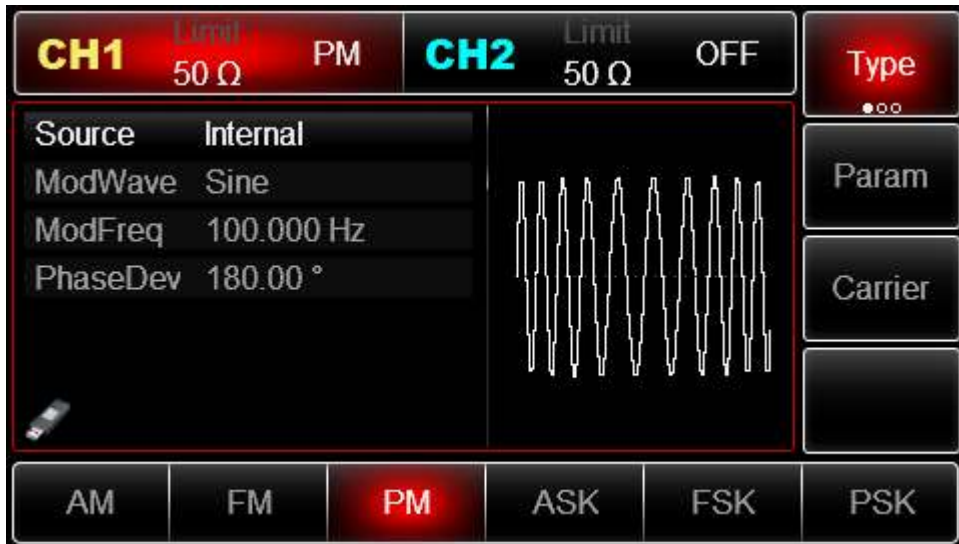 CH1 Limit 50 Ω PM CH2 Limit 50 Ω OFF
Type
Source Internal
ModWave Sine
ModFreq 100.000 Hz
PhaseDev 180.00 °
Param
Carrier
AM FM PM ASK FSK PSK